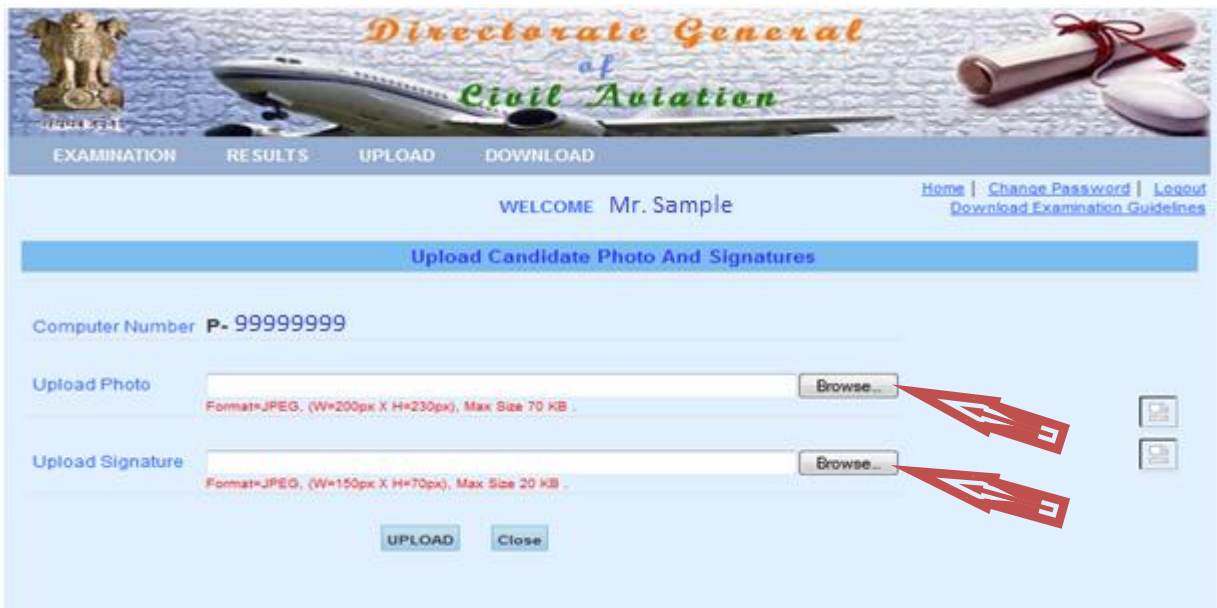 Directorate General
of
Civil Aviation
EXAMINATION RESULTS UPLOAD DOWNLOAD
Home | Change Password | Logout
WELCOME Mr. Sample
Download Examination Guidelines
Upload Candidate Photo And Signatures
Computer Number P- 99999999
Upload Photo Browse...
Format=JPEG, (W=200px X H=230px), Max Size 70 KB .
Upload Signature Browse...
Format=JPEG, (W=150px X H=70px), Max Size 20 KB .
UPLOAD Close